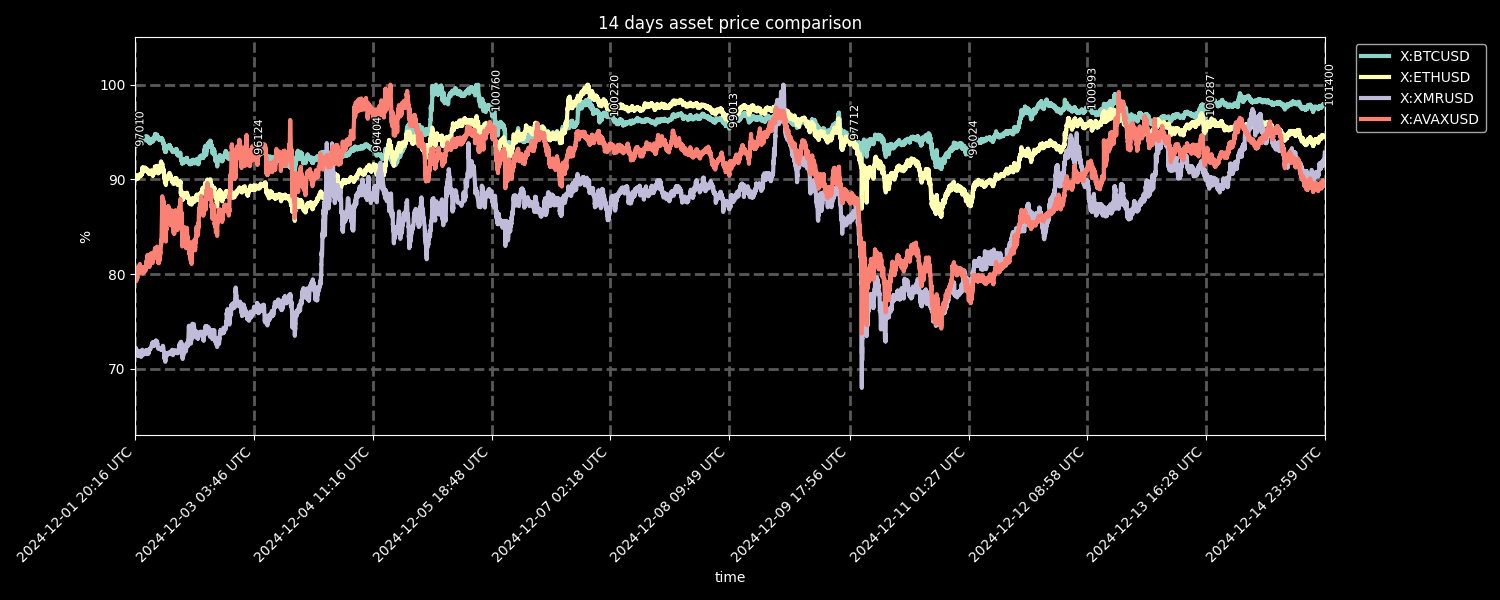 14 days asset price comparison
X:BTCUSD
X:ETHUSD
X:XMRUSD
X:AVAXUSD
%
100
90
80
70
97010
96124
96404
100760
100220
99013
97712
96024
100993
100287
101400
2024-12-01 20:16 UTC
2024-12-03 03:46 UTC
2024-12-04 11:16 UTC
2024-12-05 18:48 UTC
2024-12-07 02:18 UTC
2024-12-08 09:49 UTC
2024-12-09 17:56 UTC
2024-12-11 01:27 UTC
2024-12-12 08:58 UTC
2024-12-13 16:28 UTC
2024-12-14 23:59 UTC
time